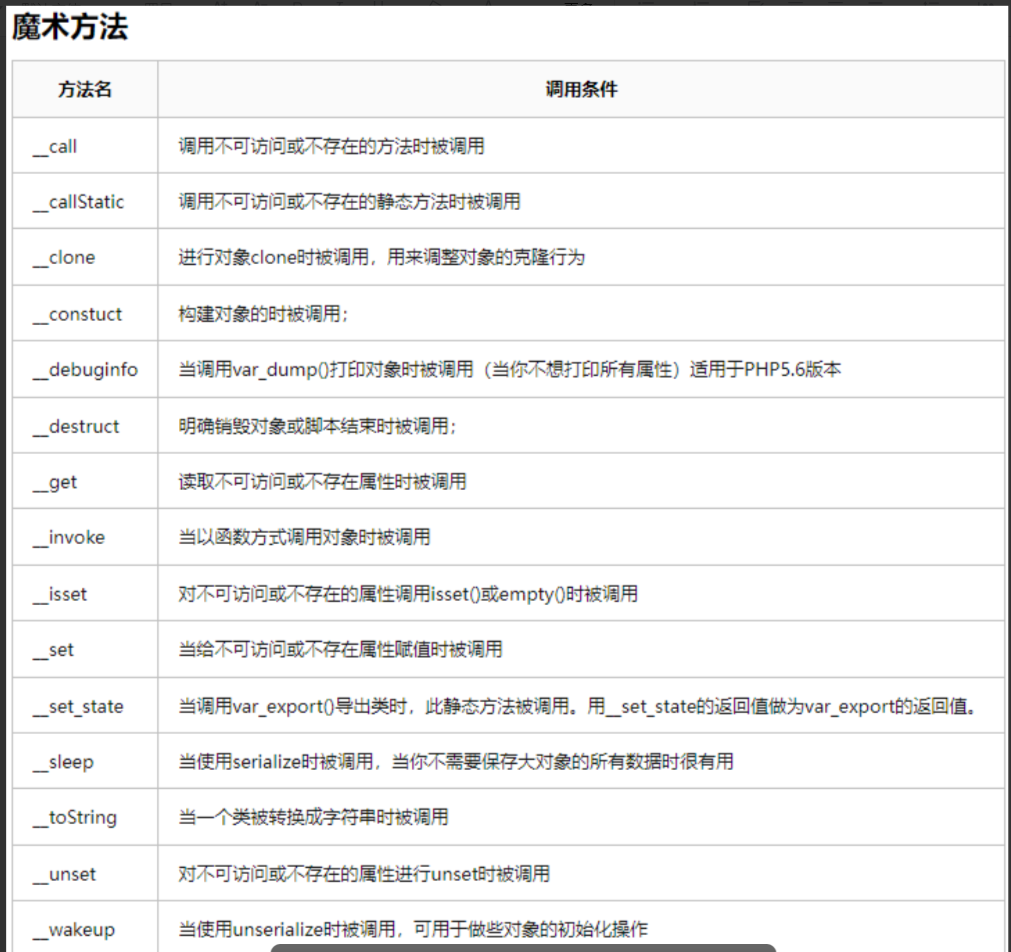 魔术方法
方法名 调用条件
__call 调用不可访问或不存在的方法时被调用
__callStatic 调用不可访问或不存在的静态方法时被调用
__clone 进行对象clone时被调用，用来调整对象的克隆行为
__constuct 构建对象的时被调用；
__debuginfo 当调用var_dump()打印对象时被调用（当你不想打印所有属性）适用于PHP5.6版本
__destruct 明确销毁对象或脚本结束时被调用；
__get 读取不可访问或不存在属性时被调用
__invoke 当以函数方式调用对象时被调用
__isset 对不可访问或不存在的属性调用isset()或empty()时被调用
__set 当给不可访问或不存在属性赋值时被调用
__set_state 当调用var_export()导出类时，此静态方法被调用。用__set_state的返回值做为var_export的返回值。
__sleep 当使用serialize时被调用，当你不需要保存大对象的所有数据时很有用
__toString 当一个类被转换成字符串时被调用
__unset 对不可访问或不存在的属性进行unset时被调用
__wakeup 当使用unserialize时被调用，可用于做些对象的初始化操作